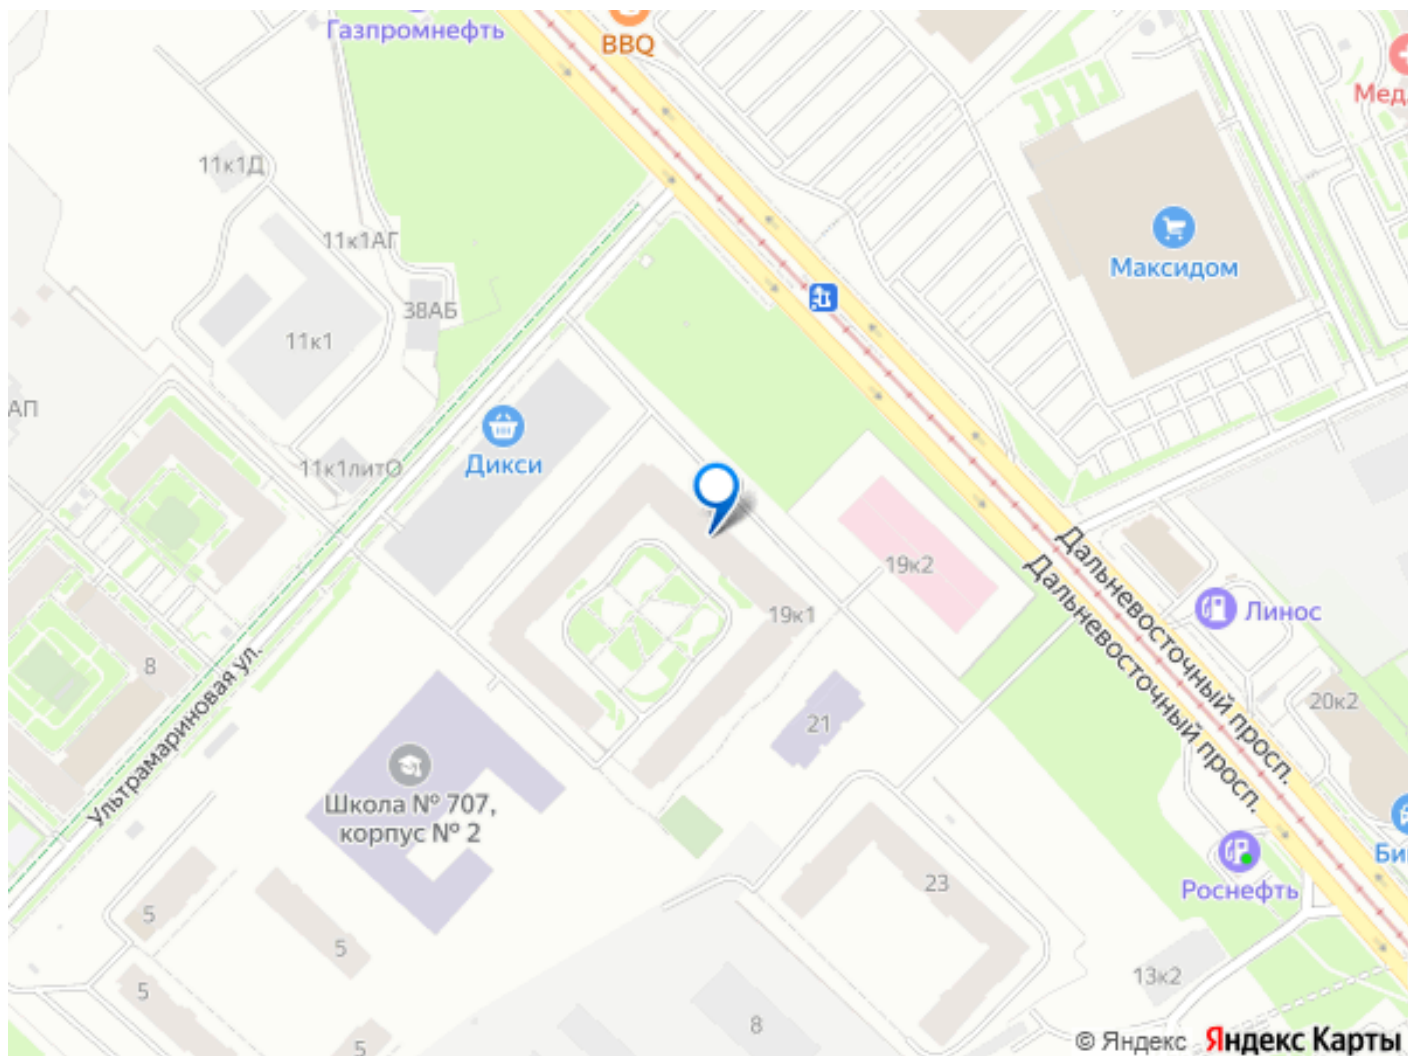 Газпромнефть
BBQ
Мед.
11к1Д
11к1АГ
Максидом
38АБ
11к1
АП
Дикси
11к1литО
19к2
Дальневосточный просп.
Дальневосточный просп.
Линос
19к1
8
Ультрамариновая ул.
20к2
21
Школа № 707,
корпус № 2
Би
Роснефть
23
5
5
13к2
5
8
5
© Яндекс Яндекс Карты